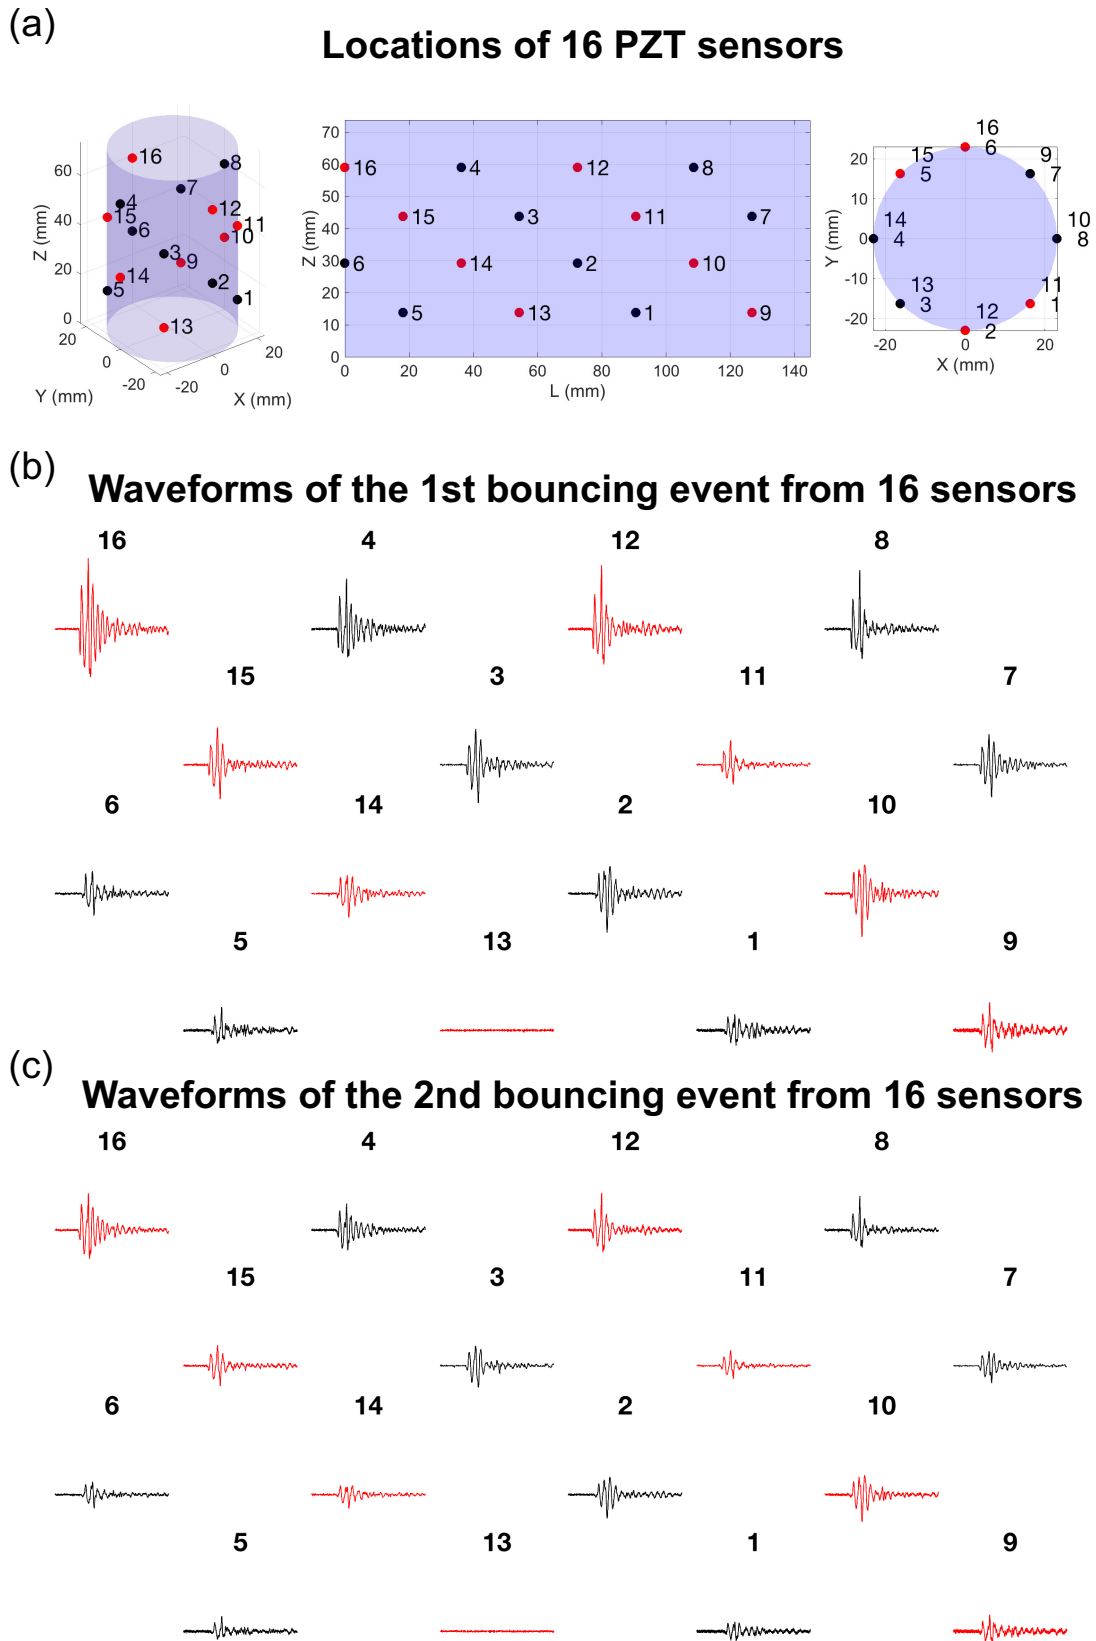 (a)
Locations of 16 PZT sensors
16
8
7
4
12
15
11
6
10
3
9
14
2
5
1
13
60
40
20
0
Z (mm)
20
0
-20
Y (mm)
-20
0
20
X (mm)
70
60
50
40
30
20
10
0
Z (mm)
16 4 12 8
15 3 11 7
6 14 2 10
5 13 1 9
0 20 40 60 80 100 120 140
L (mm)
16
6
15
5
9
7
14
4
10
8
13
3
11
1
12
2
20
10
0
-10
-20
Y (mm)
-20 0 20
X (mm)
(b)
Waveforms of the 1st bouncing event from 16 sensors
16 4 12 8
15 3 11 7
6 14 2 10
5 13 1 9
(c)
Waveforms of the 2nd bouncing event from 16 sensors
16 4 12 8
15 3 11 7
6 14 2 10
5 13 1 9